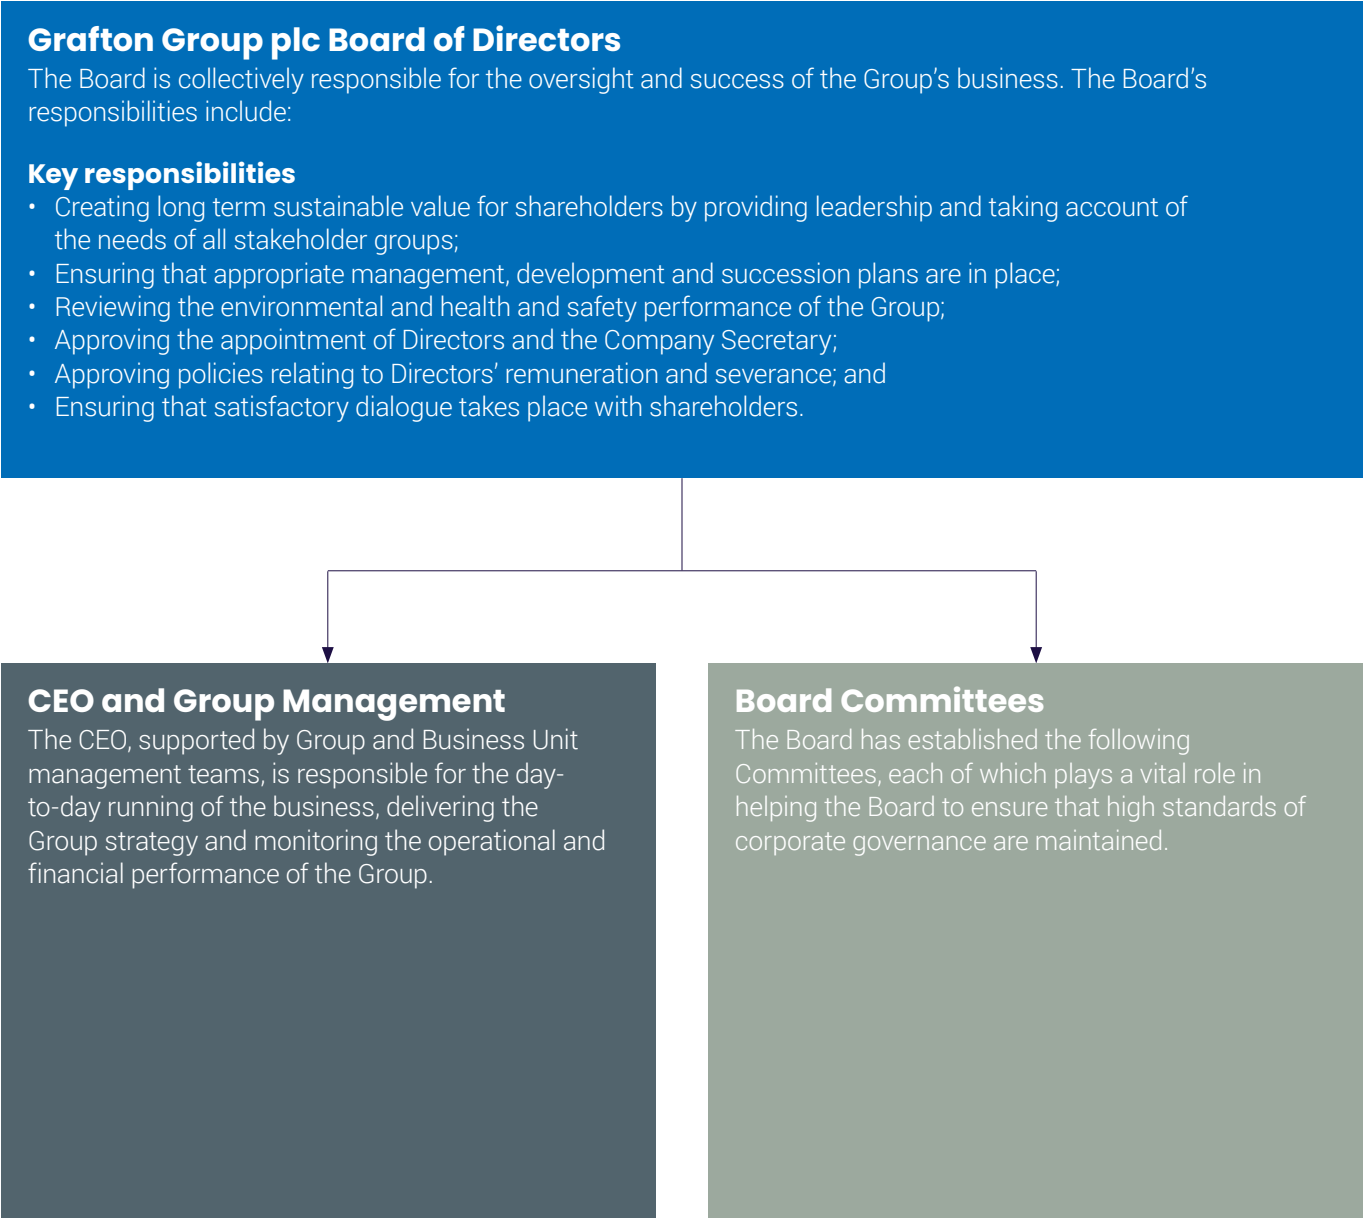 Grafton Group plc Board of Directors
The Board is collectively responsible for the oversight and success of the Group’s business. The Board’s
responsibilities include:
Key responsibilities
• Creating long term sustainable value for shareholders by providing leadership and taking account of
the needs of all stakeholder groups;
• Ensuring that appropriate management, development and succession plans are in place;
• Reviewing the environmental and health and safety performance of the Group;
• Approving the appointment of Directors and the Company Secretary;
• Approving policies relating to Directors’ remuneration and severance; and
• Ensuring that satisfactory dialogue takes place with shareholders.
CEO and Group Management
The CEO, supported by Group and Business Unit
management teams, is responsible for the day-
to-day running of the business, delivering the
Group strategy and monitoring the operational and
financial performance of the Group.
Board Committees
The Board has established the following
Committees, each of which plays a vital role in
helping the Board to ensure that high standards of
corporate governance are maintained.